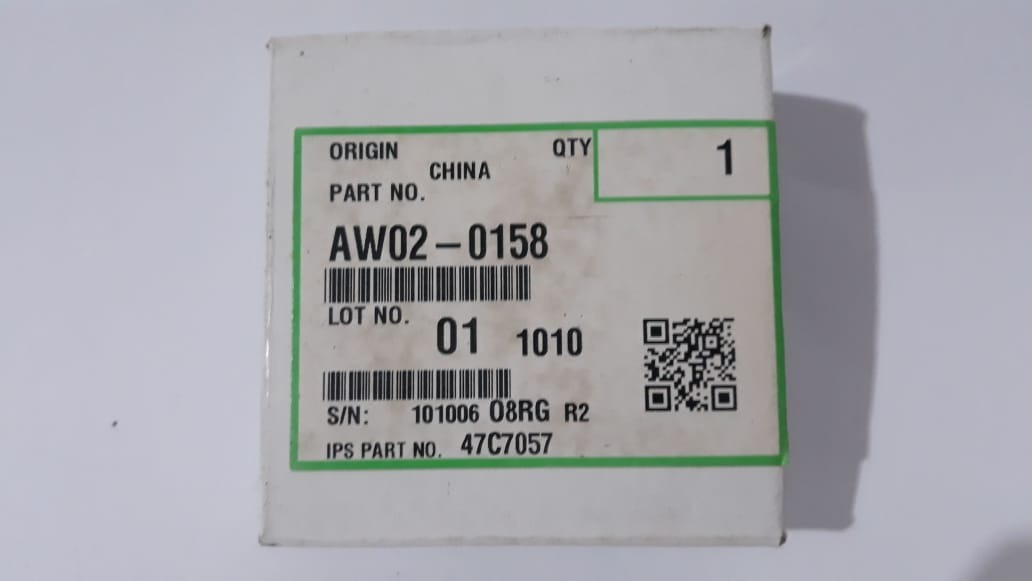 ORIGIN QTY 1
CHINA
PART NO.
AW02-0158
LOT NO. 01 1010
S/N: 101006 08RG R2
IPS PART NO. 47C7057